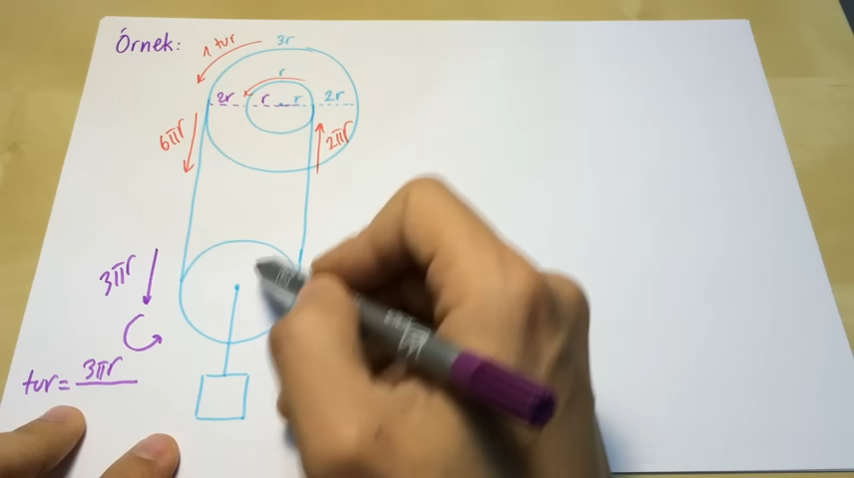 Örnek:
1 tur
3r
r
2r r r 2r
6πr
2πr
3πr
tur = 3πr